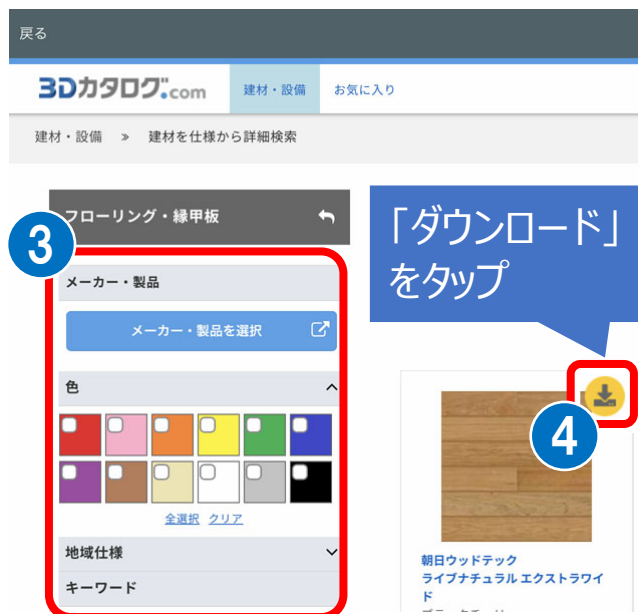 戻る
3Dカタログ.com 建材・設備 お気に入り
建材・設備 » 建材を仕様から詳細検索
フローリング・縁甲板
3
「ダウンロード」
をタップ
メーカー・製品
メーカー・製品を選択
色
4
全選択 クリア
地域仕様
キーワード
朝日ウッドテック
ライブナチュラル エクストラワイ
ド